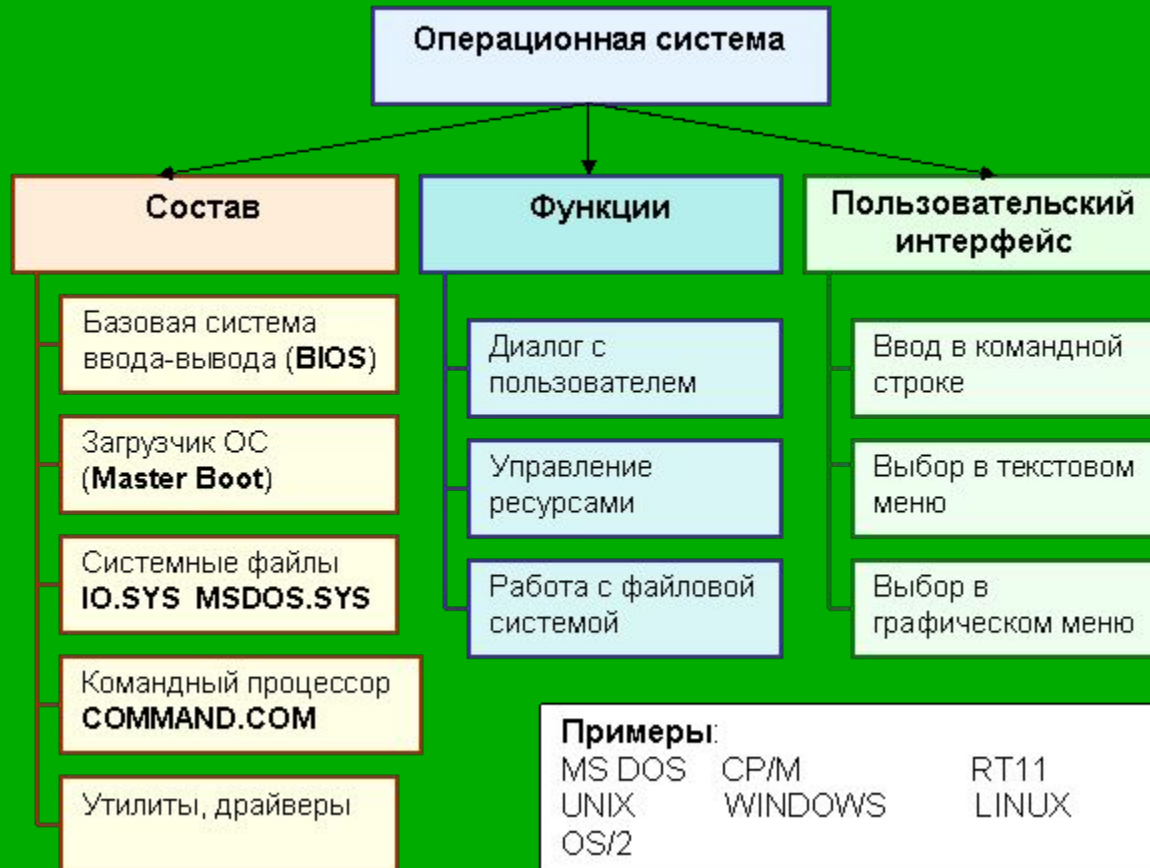 Операционная система
Состав
Базовая система
ввода-вывода (BIOS)
Загрузчик ОС
(Master Boot)
Системные файлы
IO.SYS MSDOS.SYS
Командный процессор
COMMAND.COM
Утилиты, драйверы
Функции
Диалог с
пользователем
Управление
ресурсами
Работа с файловой
системой
Пользовательский
интерфейс
Ввод в командной
строке
Выбор в текстовом
меню
Выбор в
графическом меню
Примеры:
MS DOS CP/M RT11
UNIX WINDOWS LINUX
OS/2